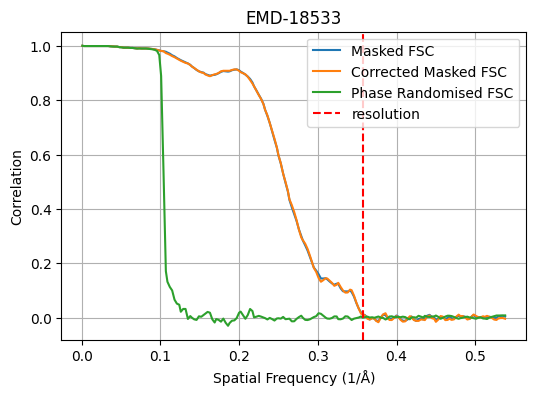 EMD-18533
Masked FSC
Corrected Masked FSC
Phase Randomised FSC
resolution
Correlation
1.0
0.8
0.6
0.4
0.2
0.0
0.0 0.1 0.2 0.3 0.4 0.5
Spatial Frequency (1/Å)